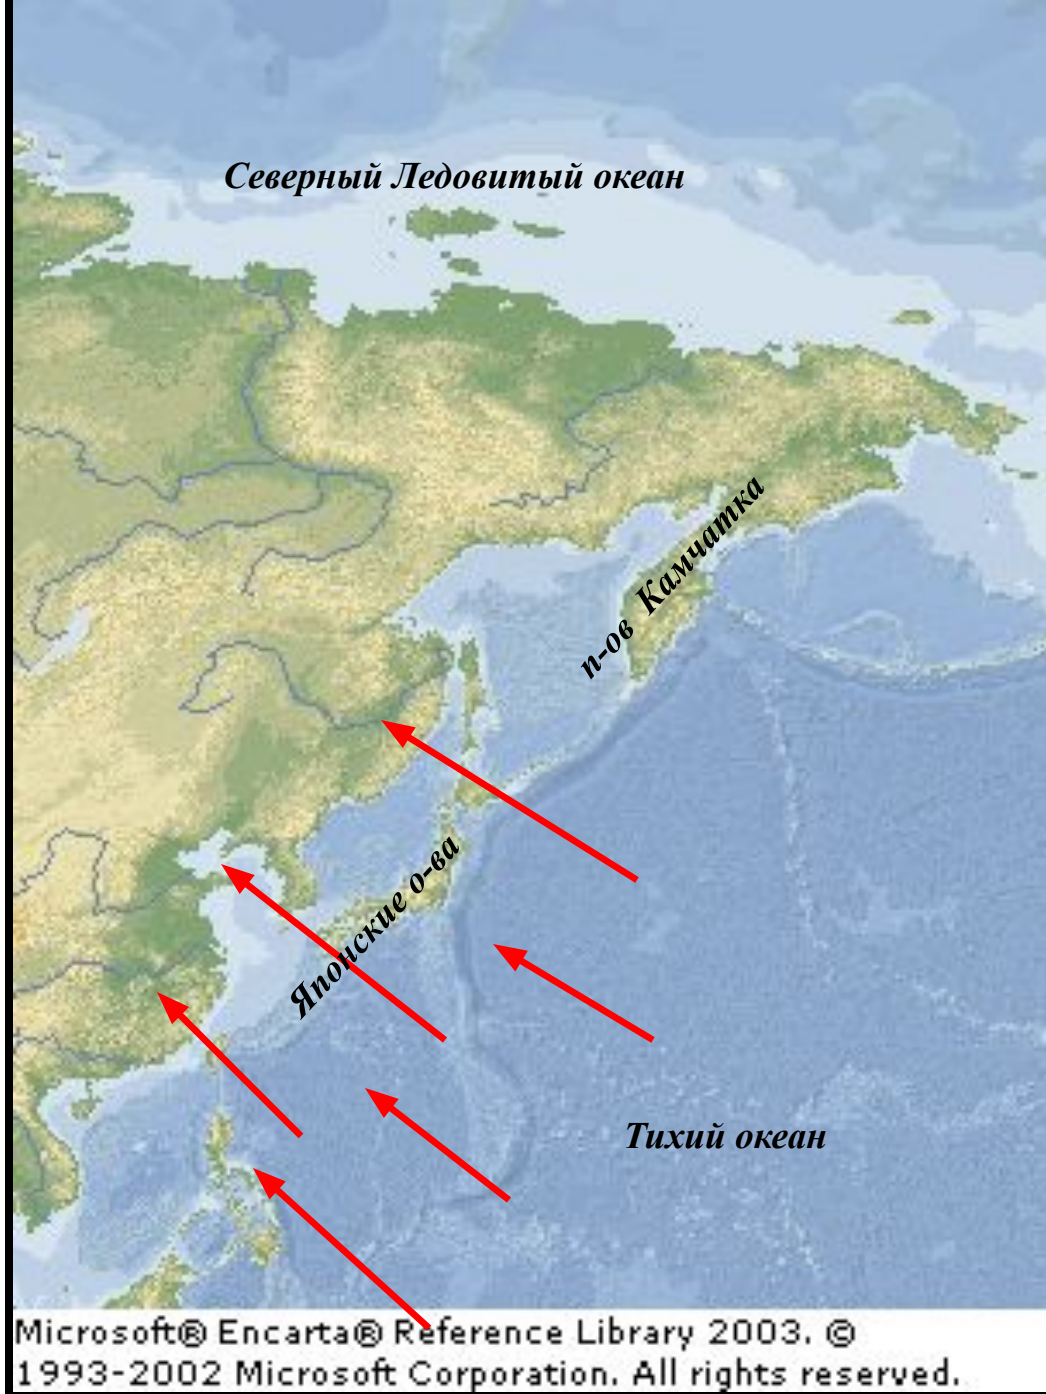 Северный Ледовитый океан
п-ов Камчатка
Японские о-ва
Тихий океан
Microsoft® Encarta® Reference Library 2003. ©
1993-2002 Microsoft Corporation. All rights reserved.